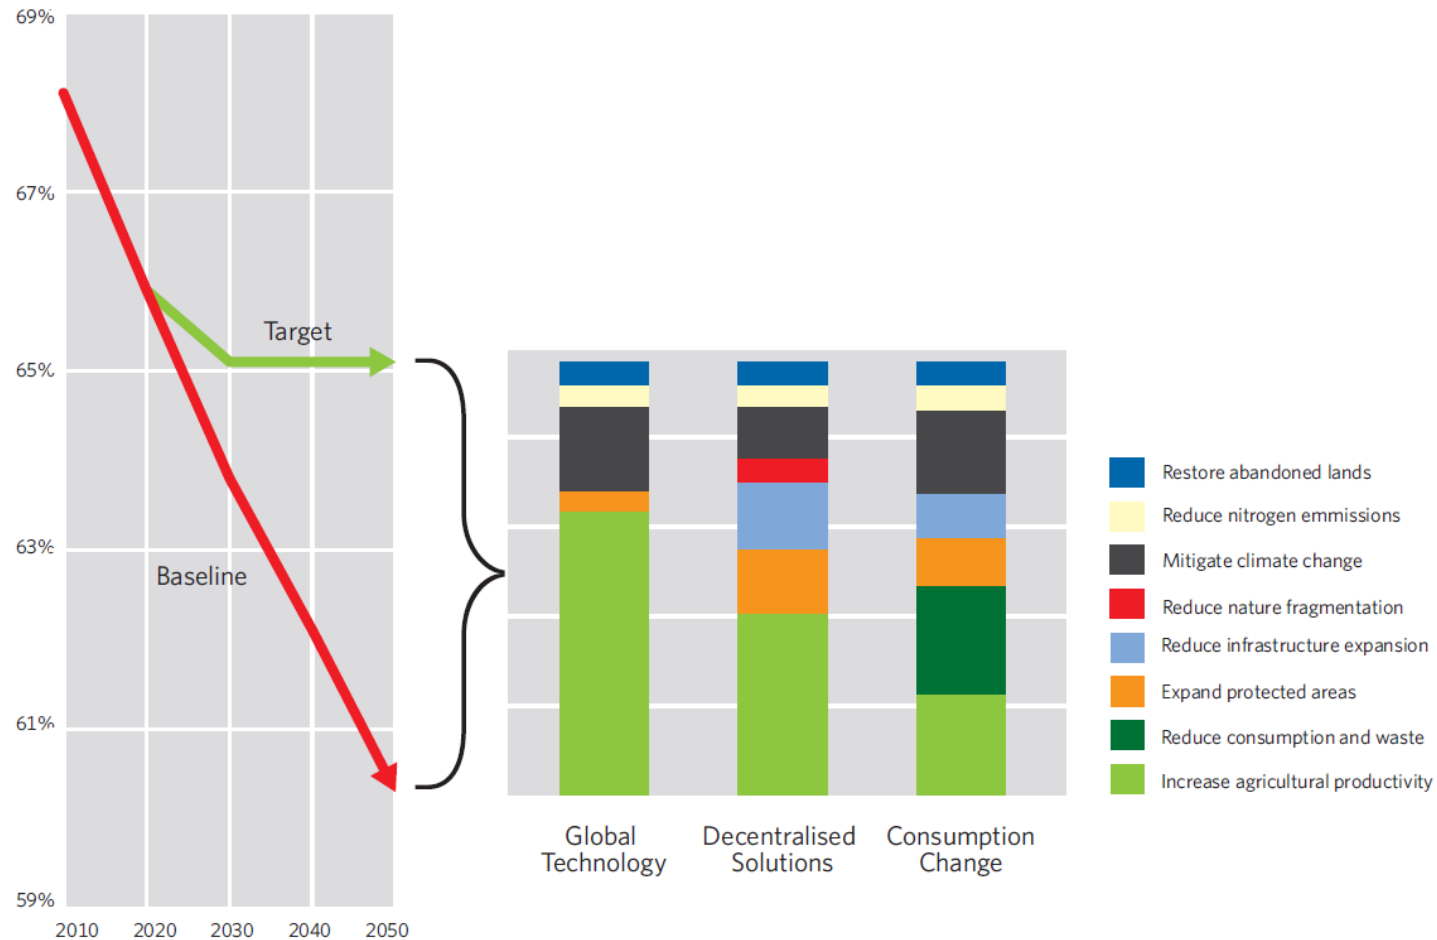 69%
67%
65%
63%
61%
59%
2010 2020 2030 2040 2050
Target
Baseline
Global
Technology
Decentralised
Solutions
Consumption
Change
Restore abandoned lands
Reduce nitrogen emmissions
Mitigate climate change
Reduce nature fragmentation
Reduce infrastructure expansion
Expand protected areas
Reduce consumption and waste
Increase agricultural productivity